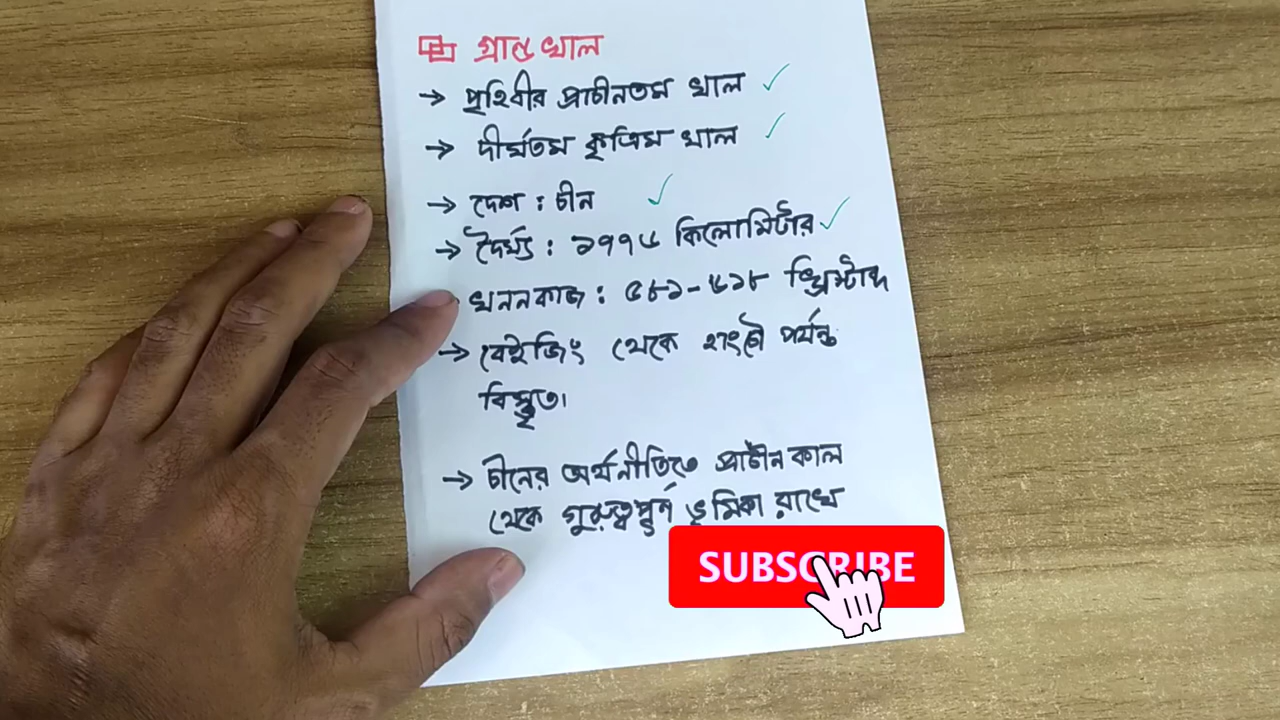 গ্রান্ড খাল
→ পৃথিবীর প্রাচীনতম খাল ✓
→ দীর্ঘতম কৃত্রিম খাল ✓
→ দেশ : চীন ✓
→ দৈর্ঘ্য : ১৭৭৬ কিলোমিটার ✓
খননকাজ : ৫৮১-৬১৮ খ্রিস্টাব্দ
→ বেইজিং থেকে হাংচৌ পর্যন্ত
বিস্তৃত।
→ চীনের অর্থনীতিতে প্রাচীন কাল
থেকে গুরুত্বপূর্ন ভূমিকা রাখে
SUBSCRIBE